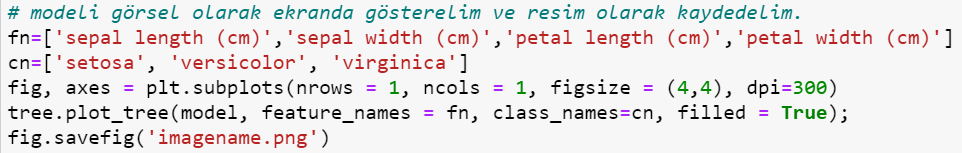 # modeli görsel olarak ekranda gösterelim ve resim olarak kaydedelim.
fn=['sepal length (cm)','sepal width (cm)','petal length (cm)','petal width (cm)']
cn=['setosa', 'versicolor', 'virginica']
fig, axes = plt.subplots(nrows = 1, ncols = 1, figsize = (4,4), dpi=300)
tree.plot_tree(model, feature_names = fn, class_names=cn, filled = True);
fig.savefig('imagename.png')